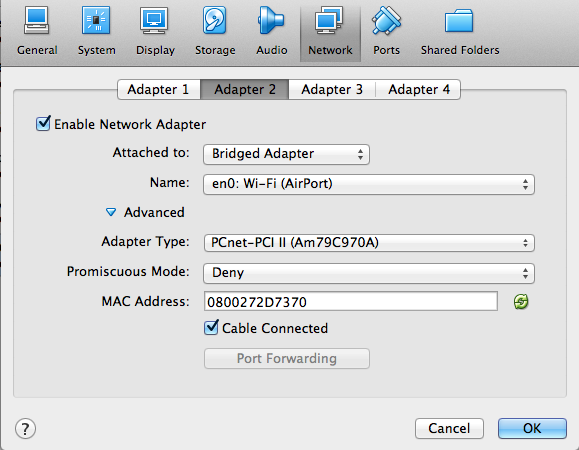 General System Display Storage Audio Network Ports Shared Folders
Adapter 1 Adapter 2 Adapter 3 Adapter 4
Enable Network Adapter
Attached to: Bridged Adapter
Name: en0: Wi-Fi (AirPort)
Advanced
Adapter Type: PCnet-PCI II (Am79C970A)
Promiscuous Mode: Deny
MAC Address: 0800272D7370
Cable Connected
Port Forwarding
? Cancel OK